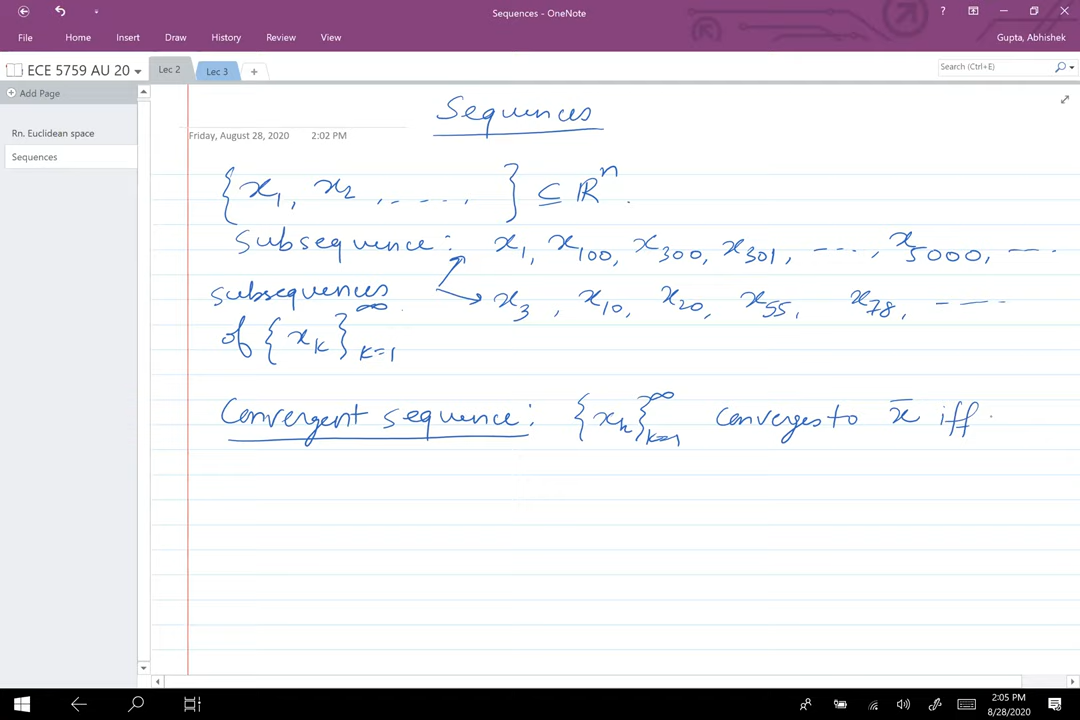 Sequences - OneNote
File Home Insert Draw History Review View
Gupta, Abhishek
ECE 5759 AU 20
Lec 2
Lec 3
Search (Ctrl+E)
Add Page
Rn. Euclidean space
Sequences
Sequences
Friday, August 28, 2020 2:02 PM
{x₁, x₂, ....., } ⊆ ℝⁿ.
Subsequence: x₁, x₁₀₀, x₃₀₀, x₃₀₁, ...., x₅₀₀₀, ....
subsequences x₃, x₁₀, x₂₀, x₅₅, x₇₈, ....
of {xₖ}_{k=1}^∞
Convergent sequence: {xₖ}_{k=1}^∞ converges to x̄ iff
2:05 PM
8/28/2020